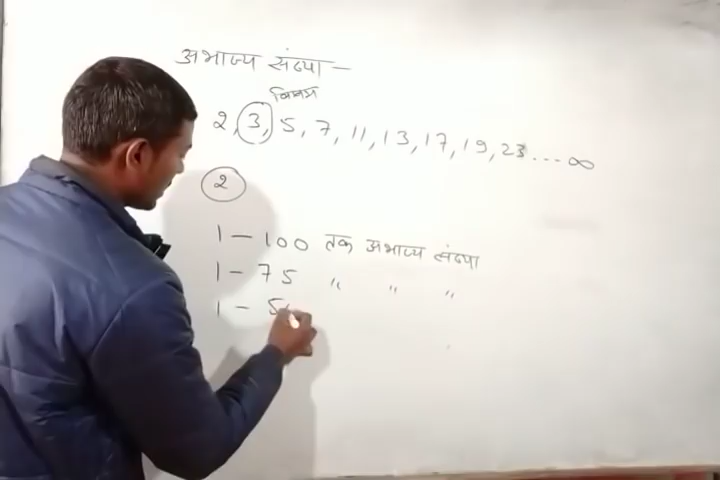 अभाज्य संख्या —
बिषम
2, 3, 5, 7, 11, 13, 17, 19, 23 .... ∞
2
1 — 100 तक अभाज्य संख्या
1 — 75 " " "
1 — 5